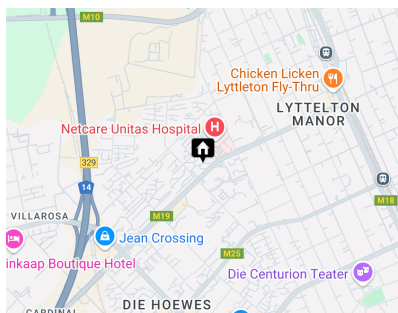 M10
Chicken Licken
Lyttleton Fly-Thru
LYTTELTON
MANOR
Netcare Unitas Hospital
H
329
14
M18
VILLAROSA
M19
Jean Crossing
M25
inkaap Boutique Hotel
Die Centurion Teater
DIE HOEWES
CARDINAL